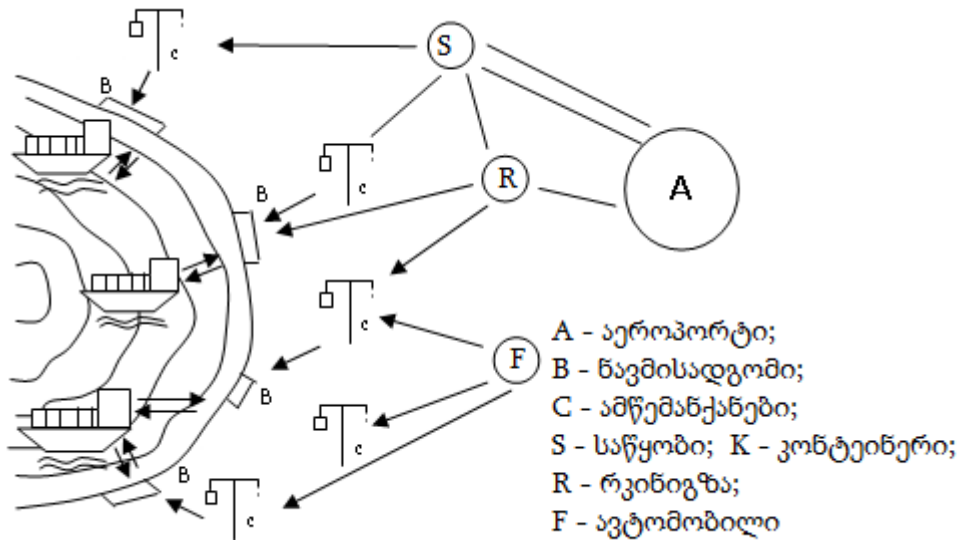 c
S
B
A
c
R
B
c
F
B
c
B
c
A - აეროპორტი;
B - ნავმისადგომი;
C - ამწემანქანები;
S - საწყობი; K - კონტეინერი;
R - რკინიგზა;
F - ავტომობილი